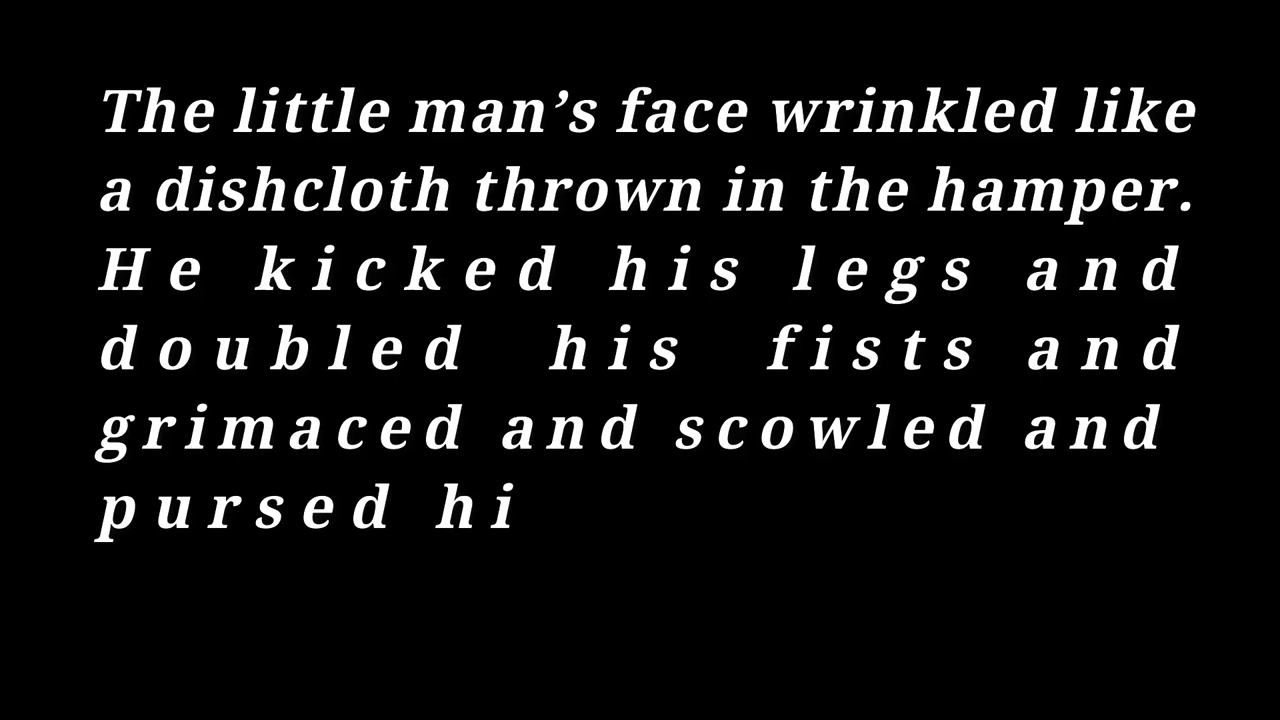 The little man’s face wrinkled like
a dishcloth thrown in the hamper.
He kicked his legs and
doubled his fists and
grimaced and scowled and
pursed hi